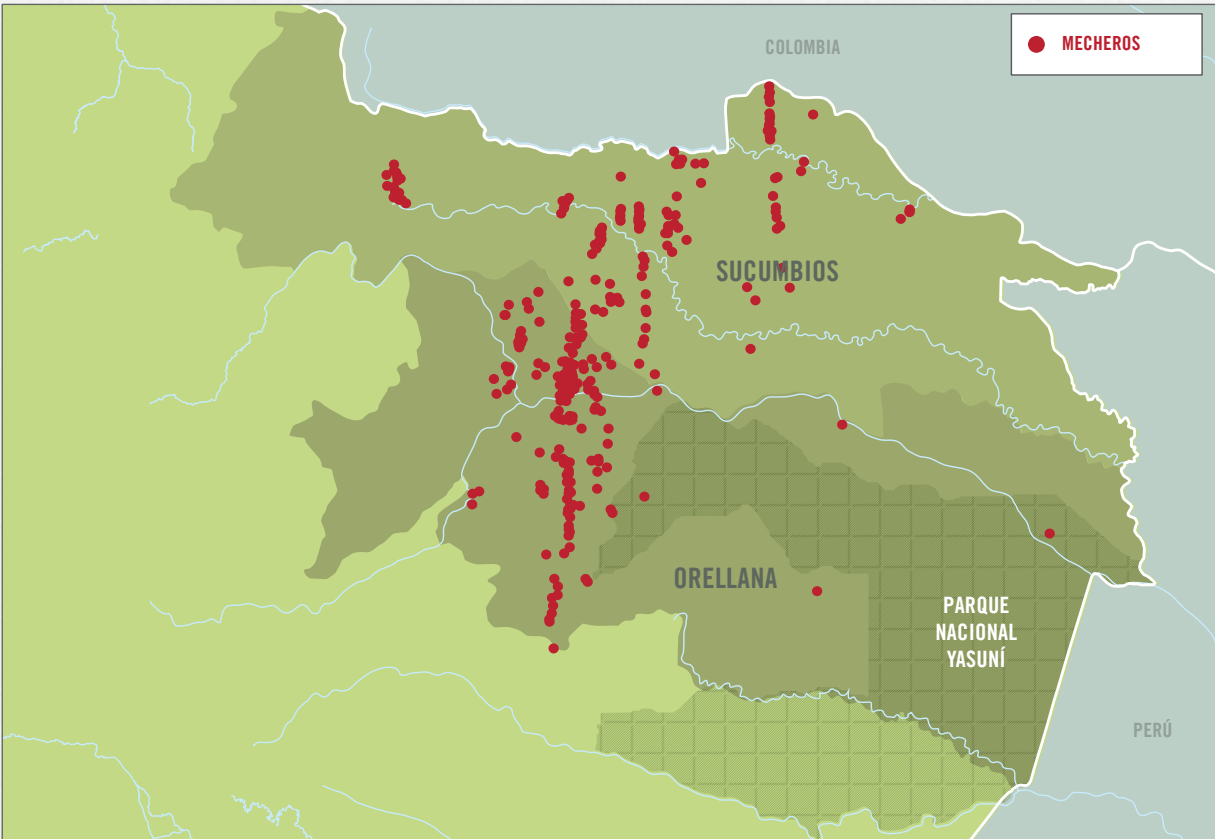 COLOMBIA
MECHEROS
SUCUMBIOS
ORELLANA
PARQUE
NACIONAL
YASUNÍ
PERÚ